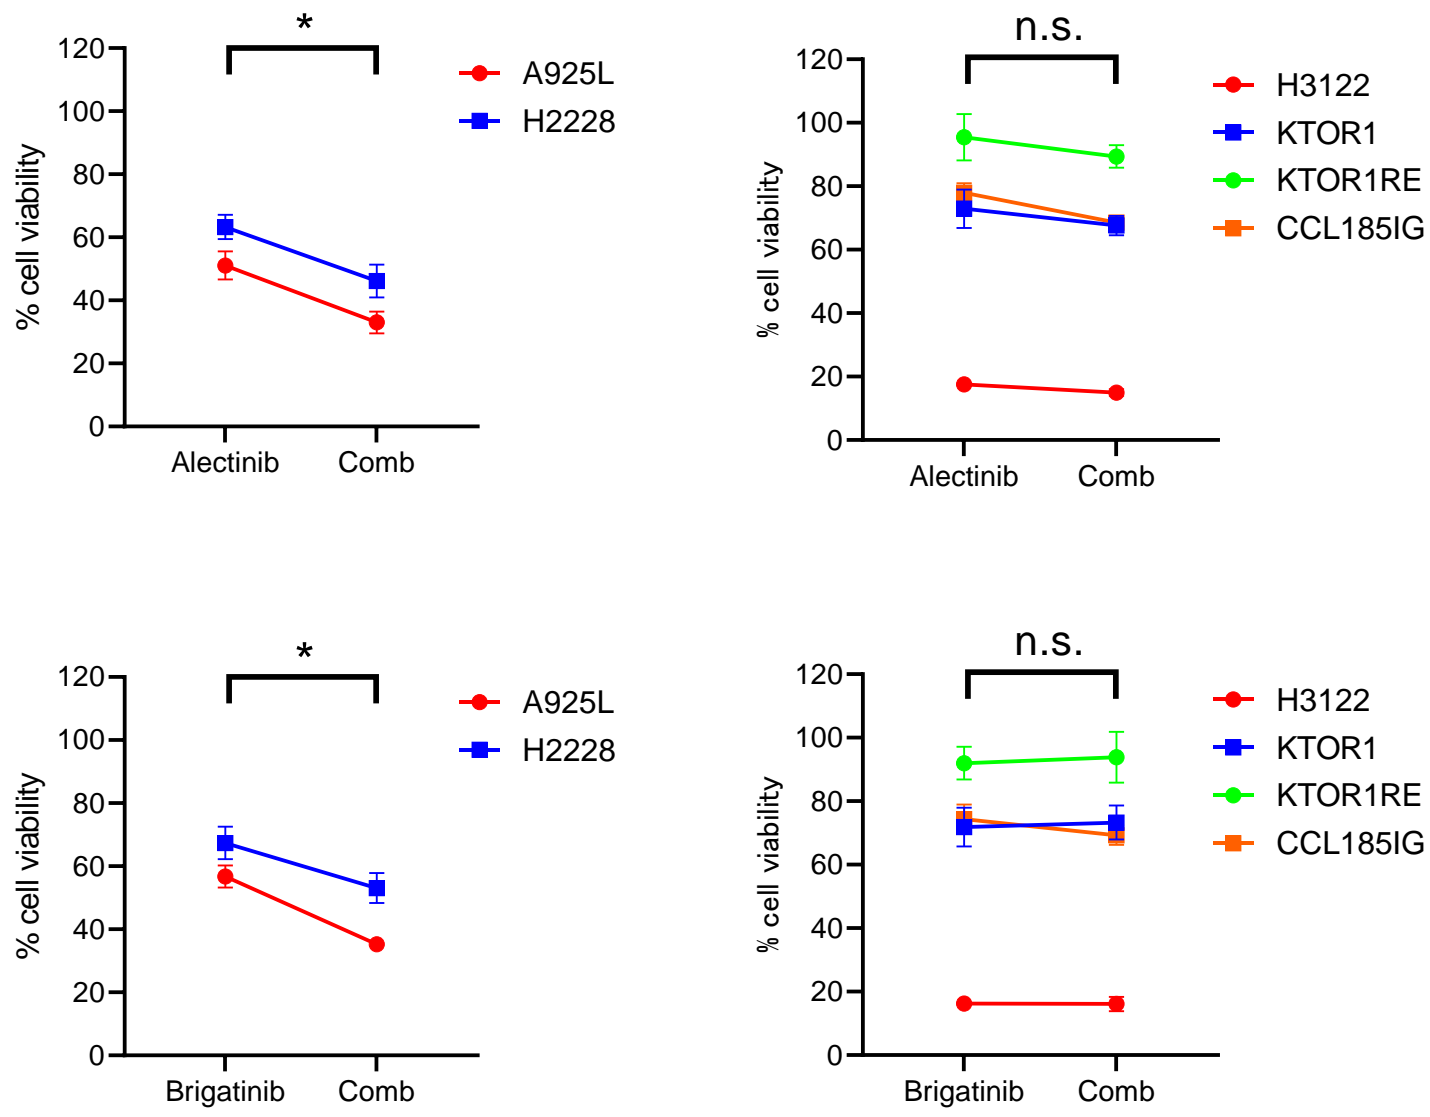 *
120
100
80
60
40
20
0
% cell viability
Alectinib Comb
A925L
H2228
n.s.
120
100
80
60
40
20
0
% cell viability
Alectinib Comb
H3122
KTOR1
KTOR1RE
CCL185IG
*
120
100
80
60
40
20
0
% cell viability
Brigatinib Comb
A925L
H2228
n.s.
120
100
80
60
40
20
0
% cell viability
Brigatinib Comb
H3122
KTOR1
KTOR1RE
CCL185IG